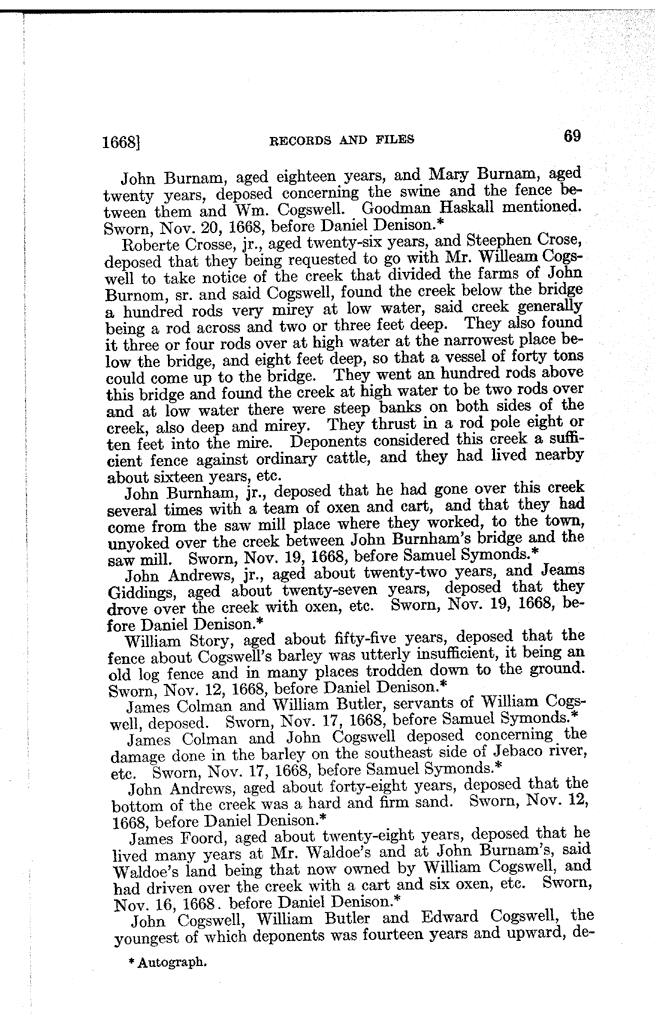 1668] RECORDS AND FILES 69
John Burnam, aged eighteen years, and Mary Burnam, aged
twenty years, deposed concerning the swine and the fence be-
tween them and Wm. Cogswell. Goodman Haskall mentioned.
Sworn, Nov. 20, 1668, before Daniel Denison.*
Roberte Crosse, jr., aged twenty-six years, and Steephen Crose,
deposed that they being requested to go with Mr. Willeam Cogs-
well to take notice of the creek that divided the farms of John
Burnom, sr. and said Cogswell, found the creek below the bridge
a hundred rods very mirey at low water, said creek generally
being a rod across and two or three feet deep. They also found
it three or four rods over at high water at the narrowest place be-
low the bridge, and eight feet deep, so that a vessel of forty tons
could come up to the bridge. They went an hundred rods above
this bridge and found the creek at high water to be two rods over
and at low water there were steep banks on both sides of the
creek, also deep and mirey. They thrust in a rod pole eight or
ten feet into the mire. Deponents considered this creek a suffi-
cient fence against ordinary cattle, and they had lived nearby
about sixteen years, etc.
John Burnham, jr., deposed that he had gone over this creek
several times with a team of oxen and cart, and that they had
come from the saw mill place where they worked, to the town,
unyoked over the creek between John Burnham's bridge and the
saw mill. Sworn, Nov. 19, 1668, before Samuel Symonds.*
John Andrews, jr., aged about twenty-two years, and Jeams
Giddings, aged about twenty-seven years, deposed that they
drove over the creek with oxen, etc. Sworn, Nov. 19, 1668, be-
fore Daniel Denison.*
William Story, aged about fifty-five years, deposed that the
fence about Cogswell's barley was utterly insufficient, it being an
old log fence and in many places trodden down to the ground.
Sworn, Nov. 12, 1668, before Daniel Denison.*
James Colman and William Butler, servants of William Cogs-
well, deposed. Sworn, Nov. 17, 1668, before Samuel Symonds.*
James Colman and John Cogswell deposed concerning the
damage done in the barley on the southeast side of Jebaco river,
etc. Sworn, Nov. 17, 1668, before Samuel Symonds.*
John Andrews, aged about forty-eight years, deposed that the
bottom of the creek was a hard and firm sand. Sworn, Nov. 12,
1668, before Daniel Denison.*
James Foord, aged about twenty-eight years, deposed that he
lived many years at Mr. Waldoe's and at John Burnam's, said
Waldoe's land being that now owned by William Cogswell, and
had driven over the creek with a cart and six oxen, etc. Sworn,
Nov. 16, 1668. before Daniel Denison.*
John Cogswell, William Butler and Edward Cogswell, the
youngest of which deponents was fourteen years and upward, de-
* Autograph.